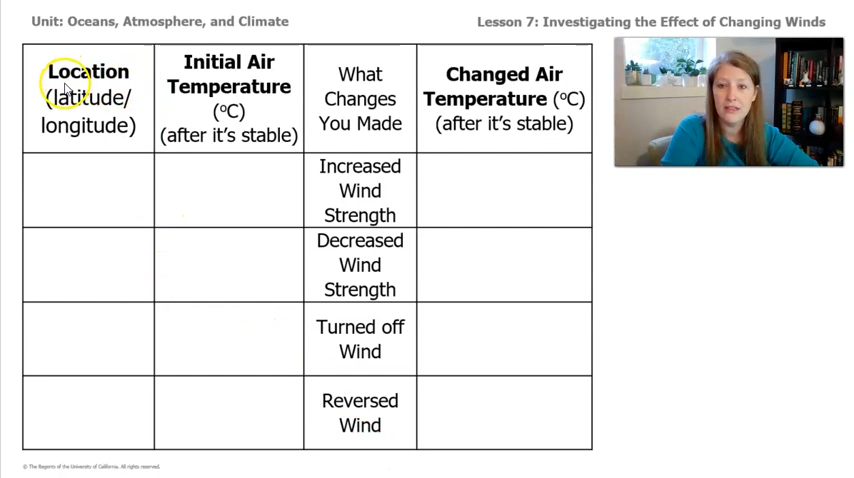 Unit: Oceans, Atmosphere, and Climate
Lesson 7: Investigating the Effect of Changing Winds
Location
(latitude/
longitude)
Initial Air
Temperature
(ºC)
(after it's stable)
What
Changes
You Made
Changed Air
Temperature (ºC)
(after it's stable)
Increased
Wind
Strength
Decreased
Wind
Strength
Turned off
Wind
Reversed
Wind
© The Regents of the University of California. All rights reserved.